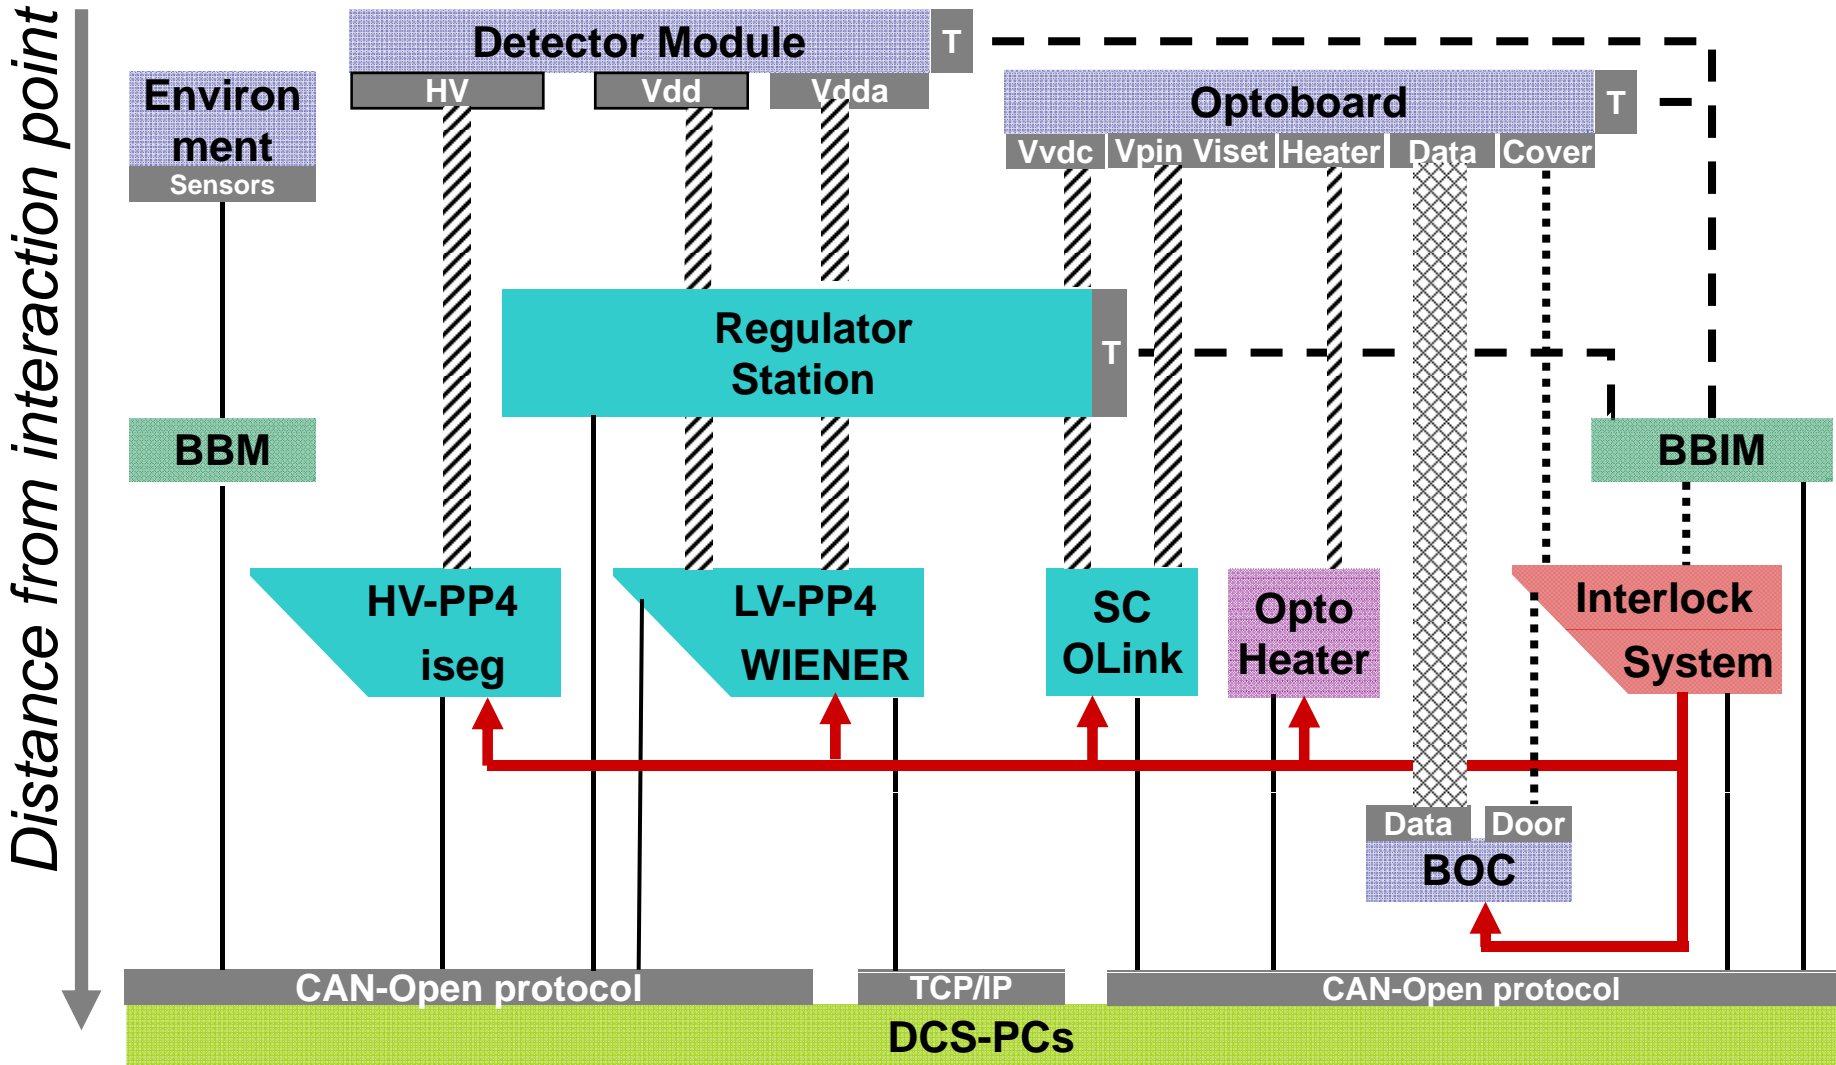 Distance from interaction point
Detector Module
T
HV
Vdd
Vdda
Environ
ment
Sensors
Optoboard
T
Vvdc
Vpin Viset
Heater
Data
Cover
Regulator
Station
T
BBM
BBIM
HV-PP4
iseg
LV-PP4
WIENER
SC
OLink
Opto
Heater
Interlock
System
Data
Door
BOC
CAN-Open protocol
TCP/IP
CAN-Open protocol
DCS-PCs